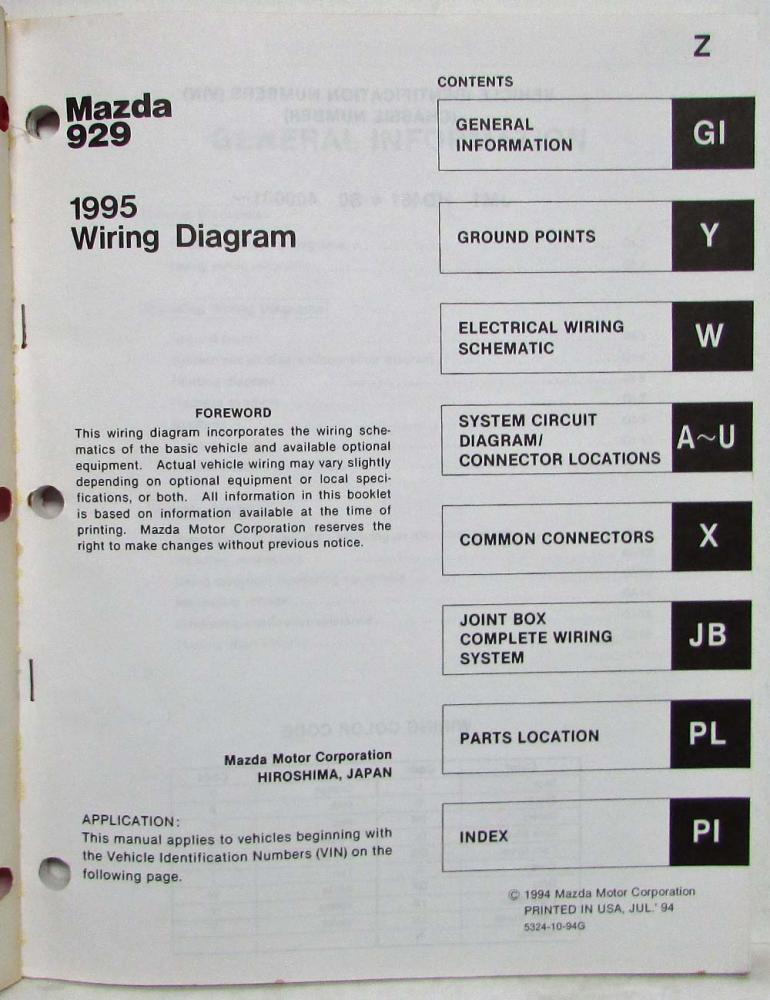 Z
Mazda
929
1995
Wiring Diagram
FOREWORD
This wiring diagram incorporates the wiring sche-
matics of the basic vehicle and available optional
equipment. Actual vehicle wiring may vary slightly
depending on optional equipment or local speci-
fications, or both. All information in this booklet
is based on information available at the time of
printing. Mazda Motor Corporation reserves the
right to make changes without previous notice.
Mazda Motor Corporation
HIROSHIMA, JAPAN
APPLICATION:
This manual applies to vehicles beginning with
the Vehicle Identification Numbers (VIN) on the
following page.
CONTENTS
GENERAL
INFORMATION
GI
GROUND POINTS
Y
ELECTRICAL WIRING
SCHEMATIC
W
SYSTEM CIRCUIT
DIAGRAM/
CONNECTOR LOCATIONS
A~U
COMMON CONNECTORS
X
JOINT BOX
COMPLETE WIRING
SYSTEM
JB
PARTS LOCATION
PL
INDEX
PI
© 1994 Mazda Motor Corporation
PRINTED IN USA, JUL.' 94
5324-10-94G